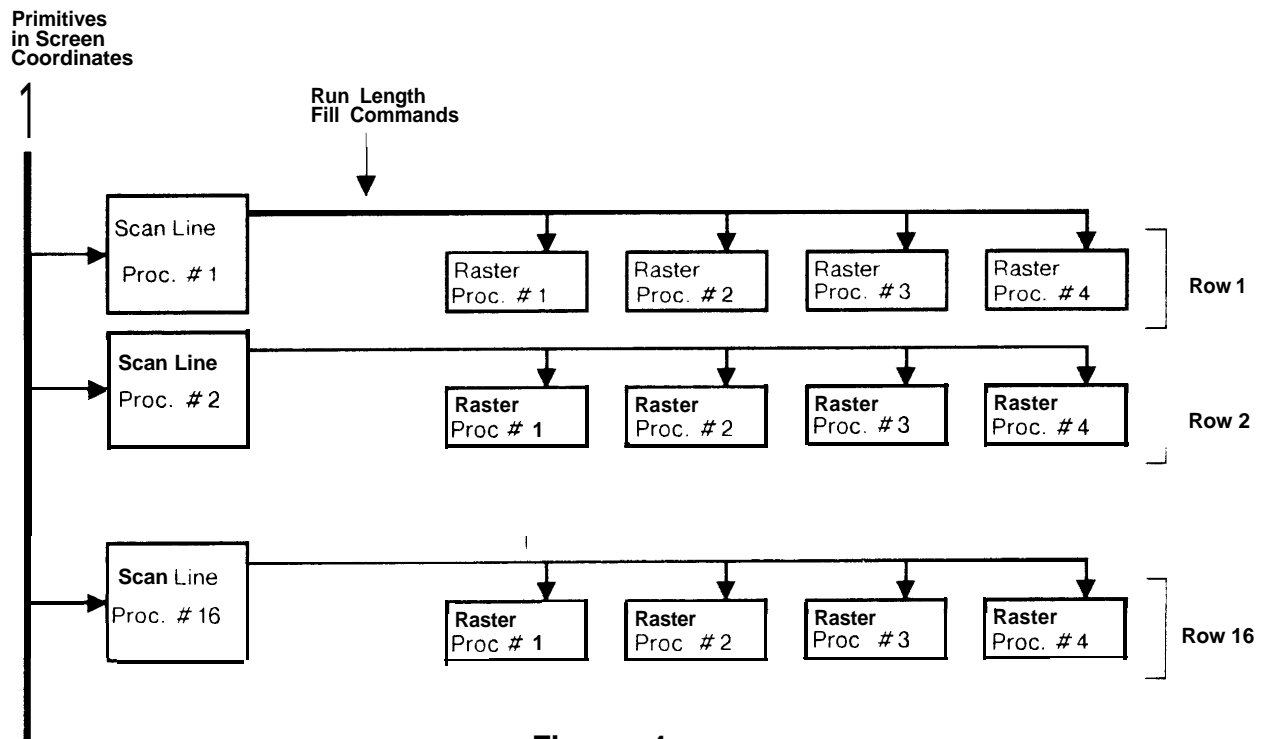 Primitives
in Screen
Coordinates
Run Length
Fill Commands
Scan Line
Proc. # 1
Raster
Proc. # 1
Raster
Proc. # 2
Raster
Proc. # 3
Raster
Proc. # 4
Row 1
Scan Line
Proc. # 2
Raster
Proc # 1
Raster
Proc. # 2
Raster
Proc. # 3
Raster
Proc. # 4
Row 2
Scan Line
Proc. # 16
Raster
Proc # 1
Raster
Proc # 2
Raster
Proc # 3
Raster
Proc. # 4
Row 16